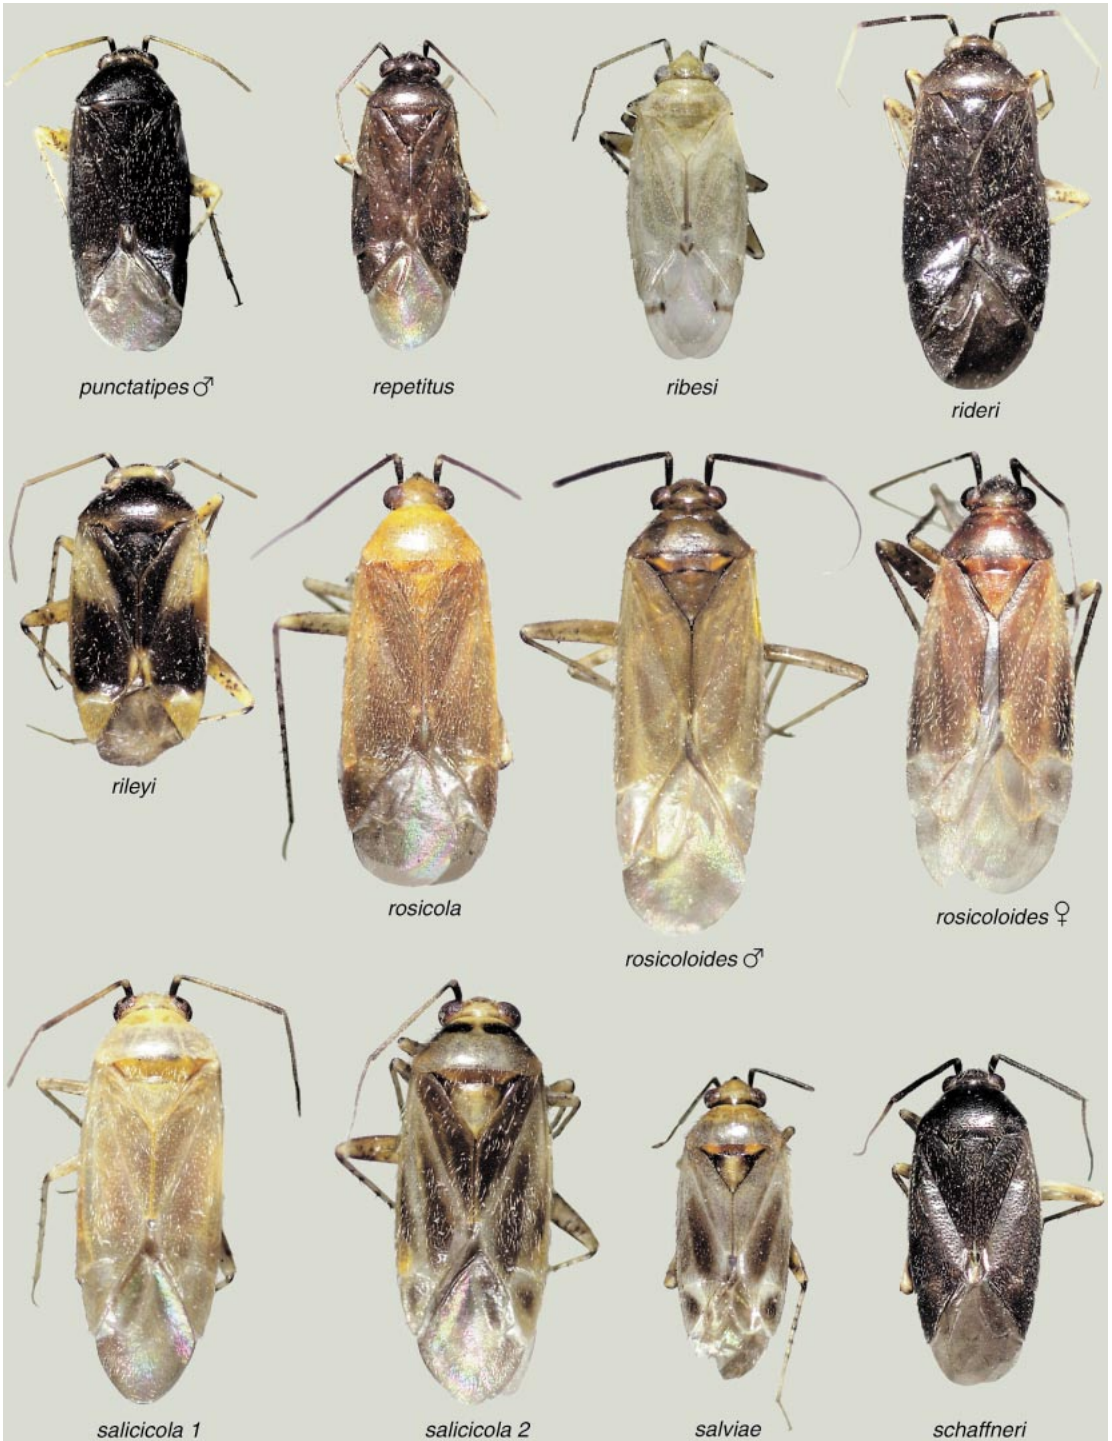 punctatipes ♂
repetitus
ribesi
rideri
rileyi
rosicola
rosicoloides ♂
rosicoloides ♀
salicicola 1
salicicola 2
salviae
schaffneri